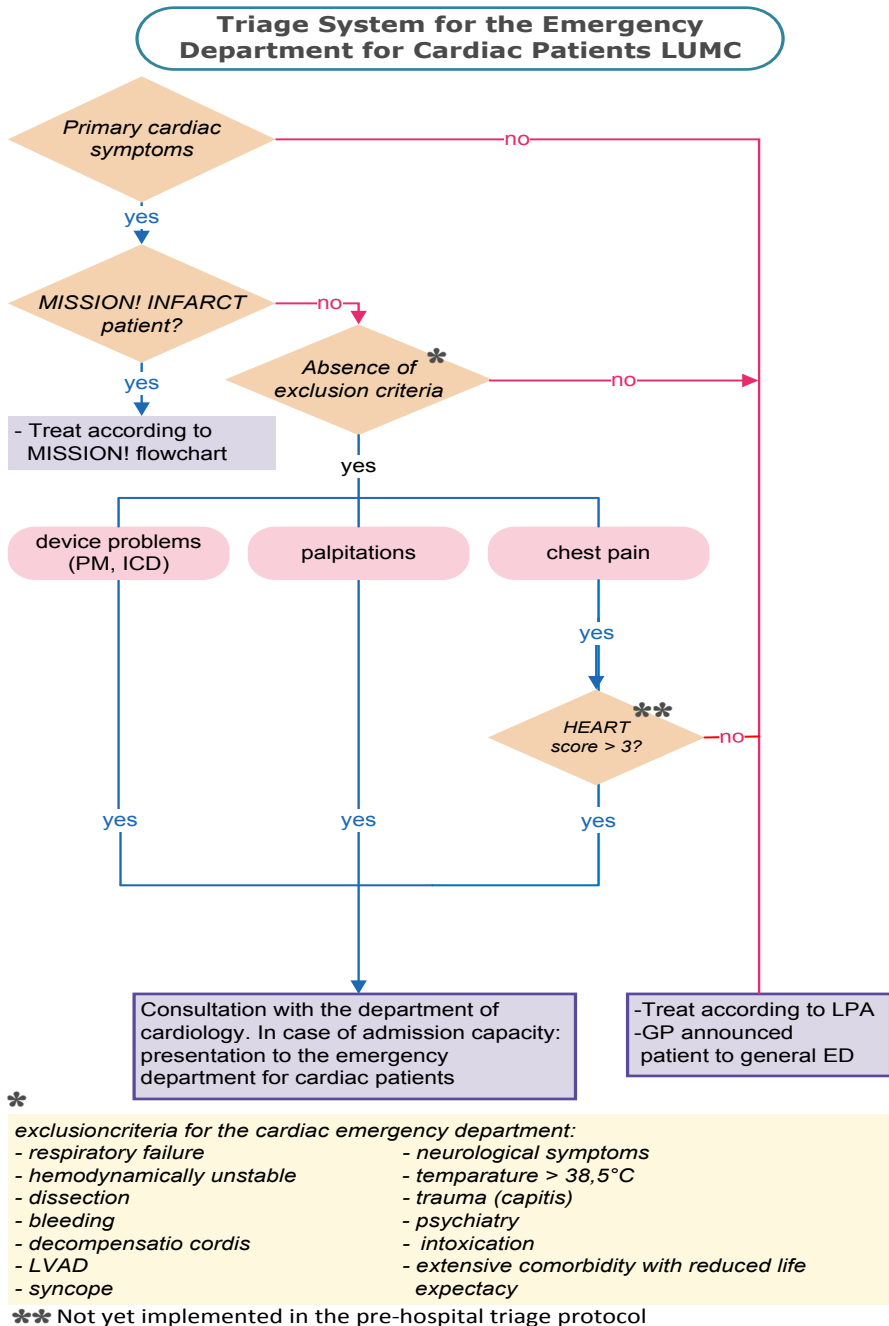 Triage System for the Emergency
Department for Cardiac Patients LUMC
Primary cardiac
symptoms
no
yes
MISSION! INFARCT
patient?
no
Absence of *
exclusion criteria
no
yes
- Treat according to
MISSION! flowchart
yes
device problems
(PM, ICD)
palpitations
chest pain
yes
**
HEART
score > 3?
no
yes
yes
yes
Consultation with the department of
cardiology. In case of admission capacity:
presentation to the emergency
department for cardiac patients
-Treat according to LPA
-GP announced
patient to general ED
*
exclusioncriteria for the cardiac emergency department:
- respiratory failure
- hemodynamically unstable
- dissection
- bleeding
- decompensatio cordis
- LVAD
- syncope
- neurological symptoms
- temparature > 38,5°C
- trauma (capitis)
- psychiatry
- intoxication
- extensive comorbidity with reduced life
expectacy
** Not yet implemented in the pre-hospital triage protocol